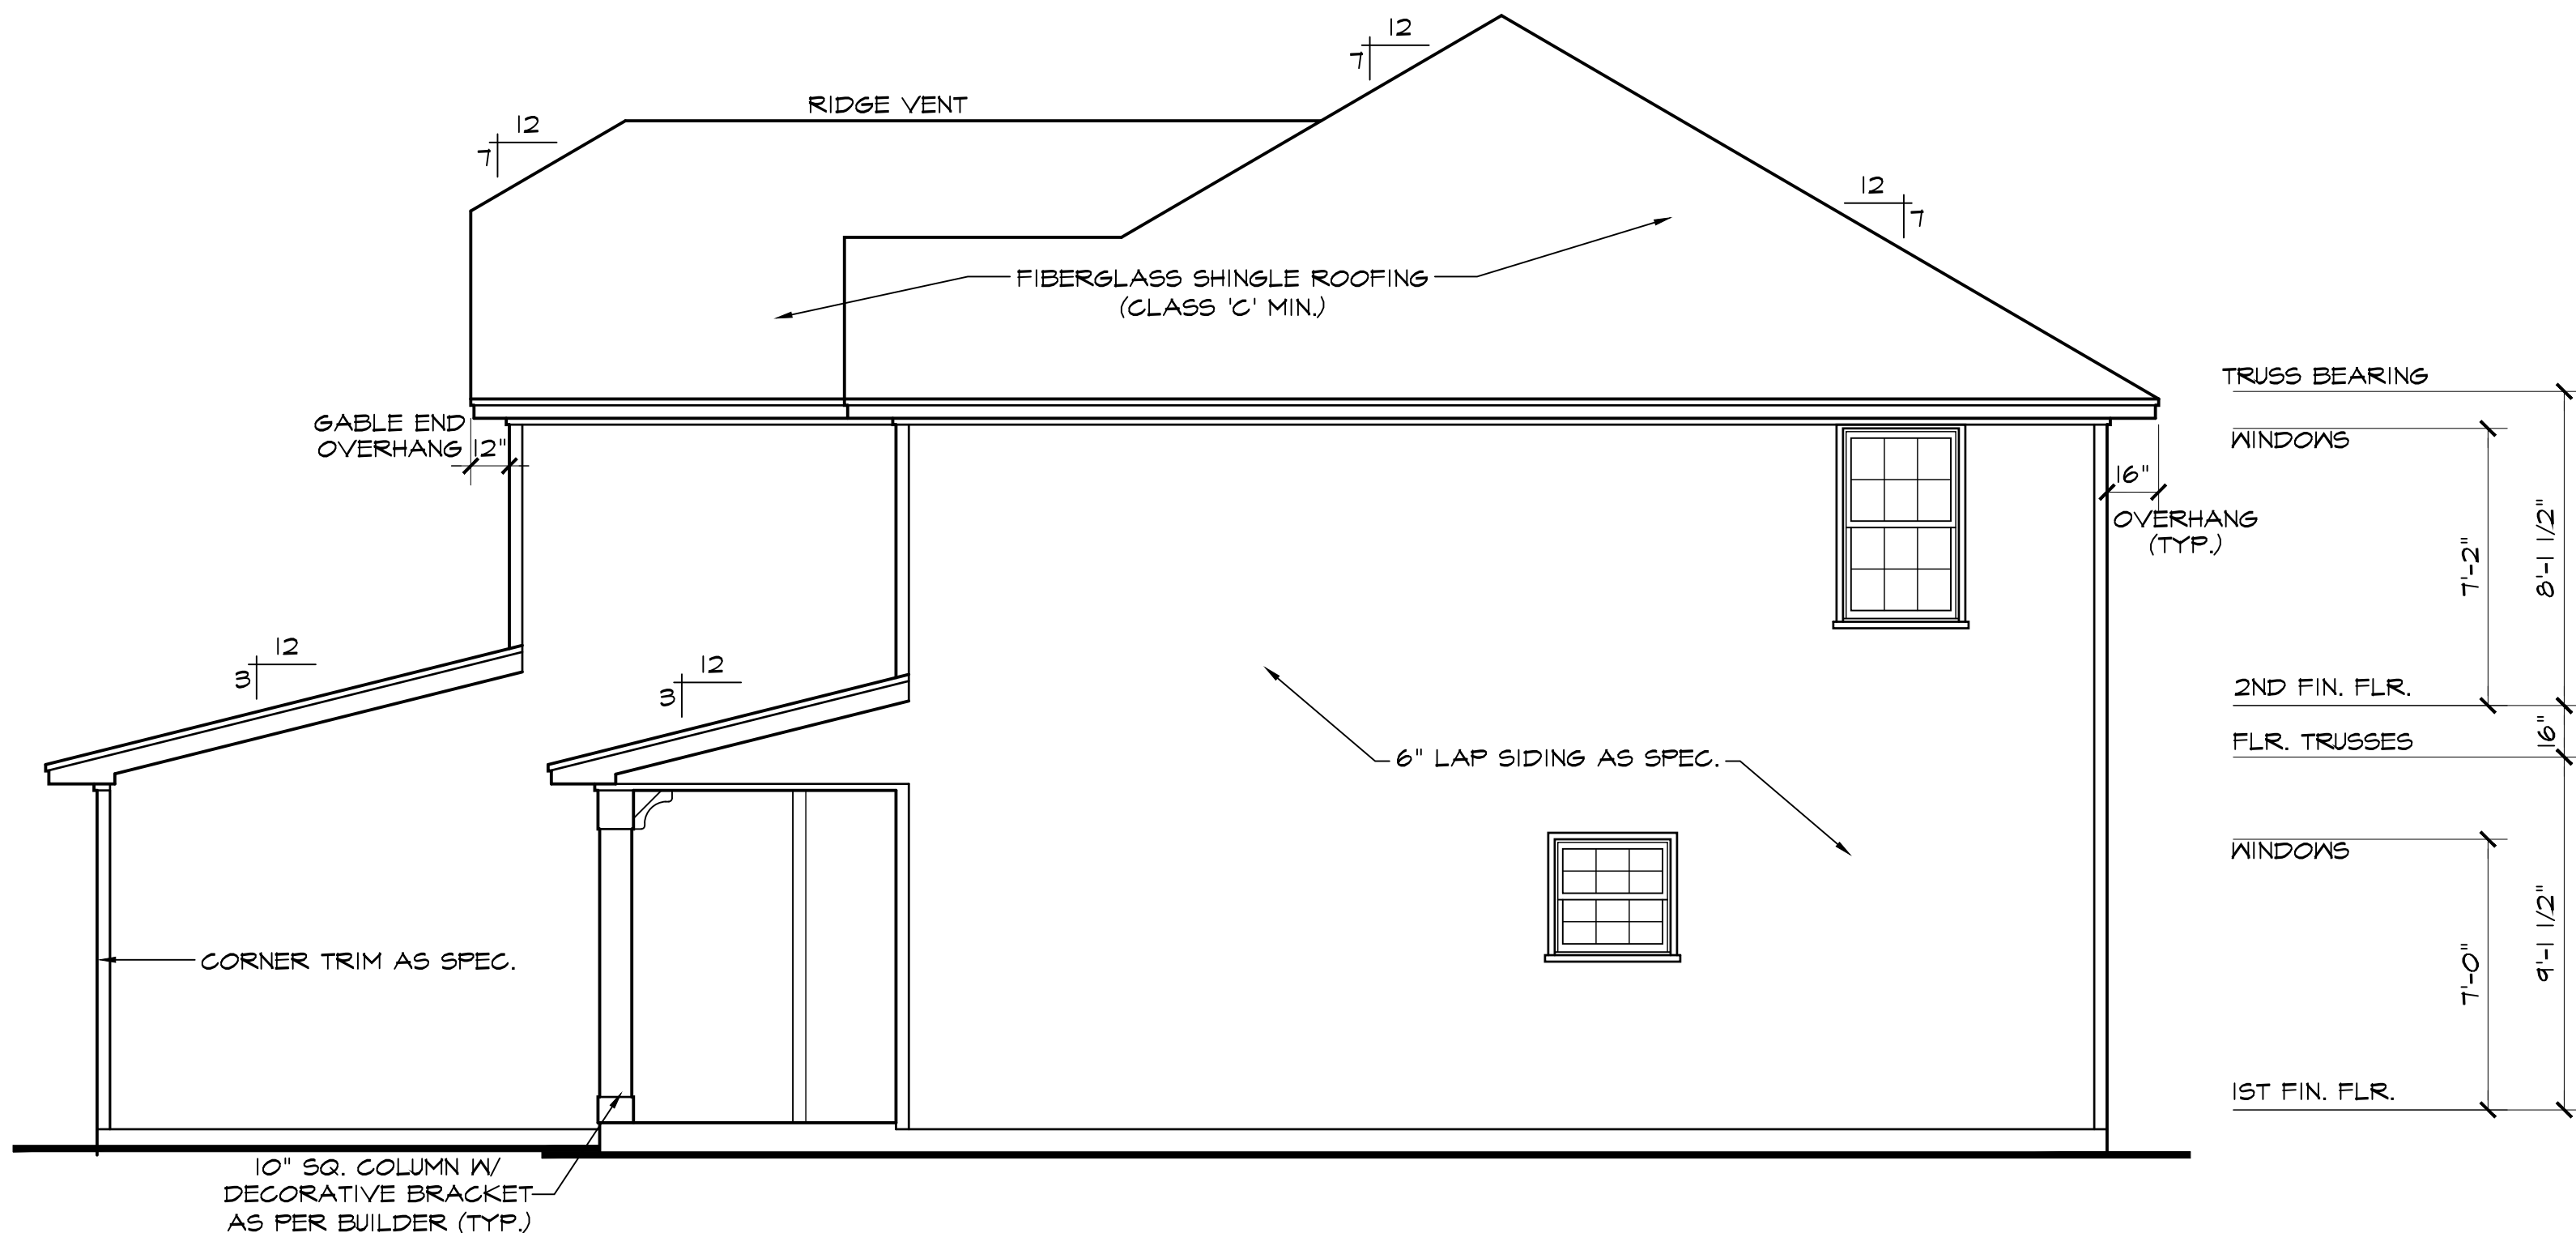 12
7
RIDGE VENT
12
7
12
7
FIBERGLASS SHINGLE ROOFING
(CLASS 'C' MIN.)
TRUSS BEARING
GABLE END
OVERHANG 12"
WINDOWS
16"
OVERHANG
(TYP.)
7'-2"
8'-1 1/2"
12
3
12
3
2ND FIN. FLR.
16"
FLR. TRUSSES
6" LAP SIDING AS SPEC.
WINDOWS
CORNER TRIM AS SPEC.
7'-0"
9'-1 1/2"
1ST FIN. FLR.
10" SQ. COLUMN W/
DECORATIVE BRACKET
AS PER BUILDER (TYP.)